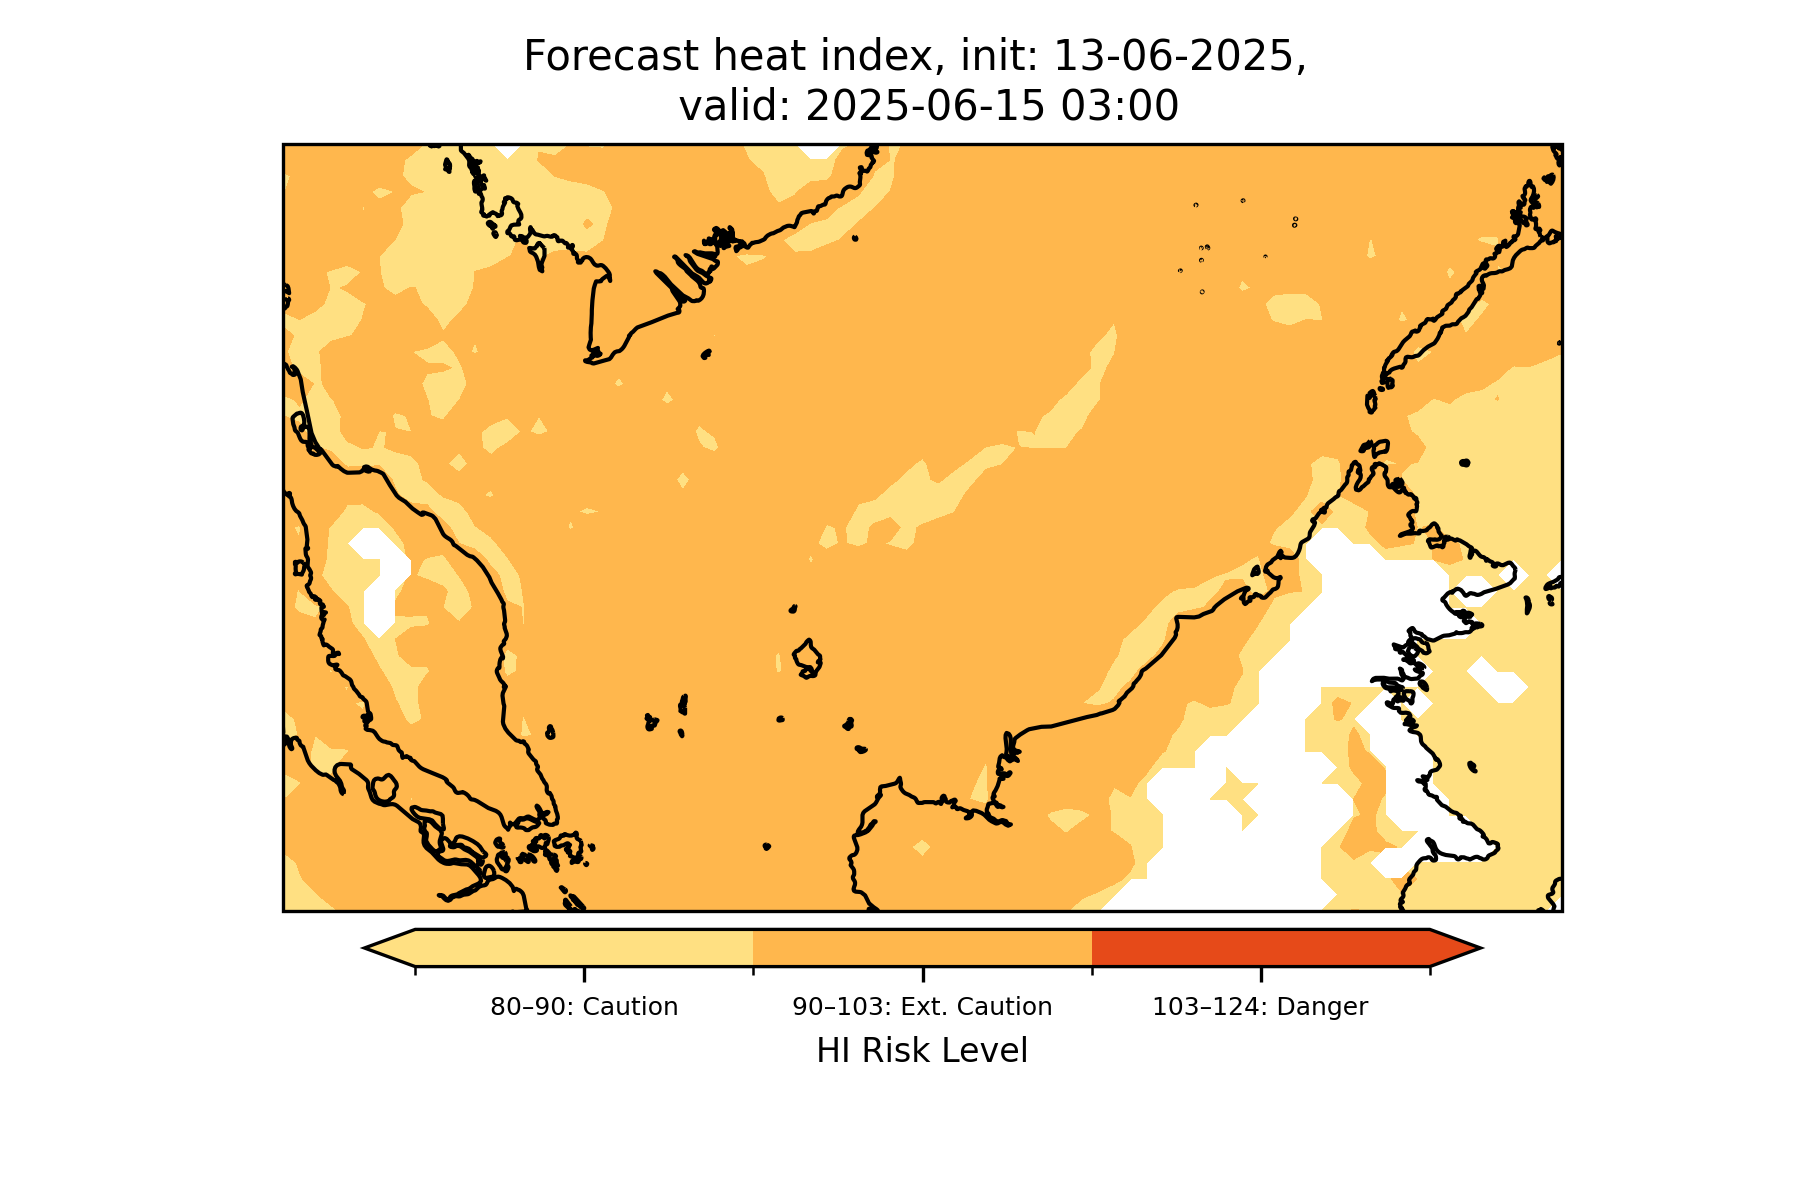 Forecast heat index, init: 13-06-2025,
valid: 2025-06-15 03:00
80–90: Caution
90–103: Ext. Caution
103–124: Danger
HI Risk Level